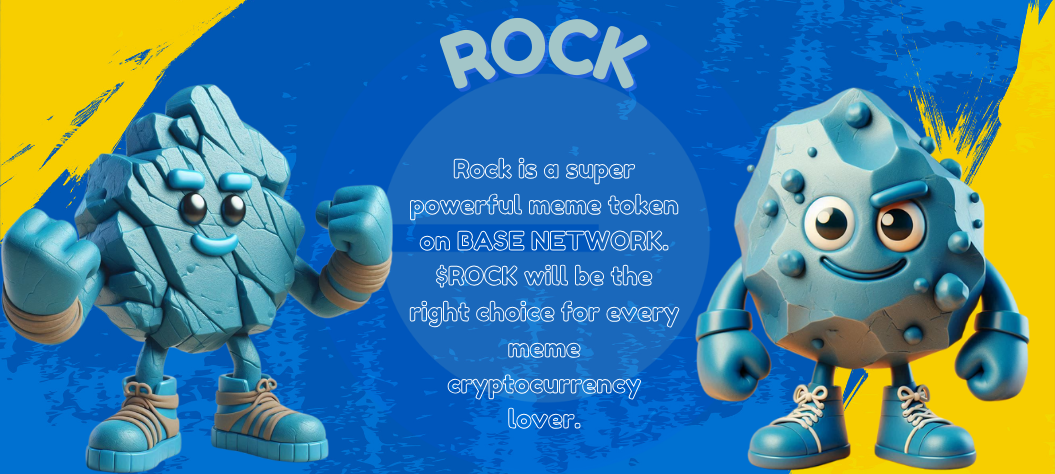 ROCK
Rock is a super
powerful meme token
on BASE NETWORK.
$ROCK will be the
right choice for every
meme
cryptocurrency
lover.